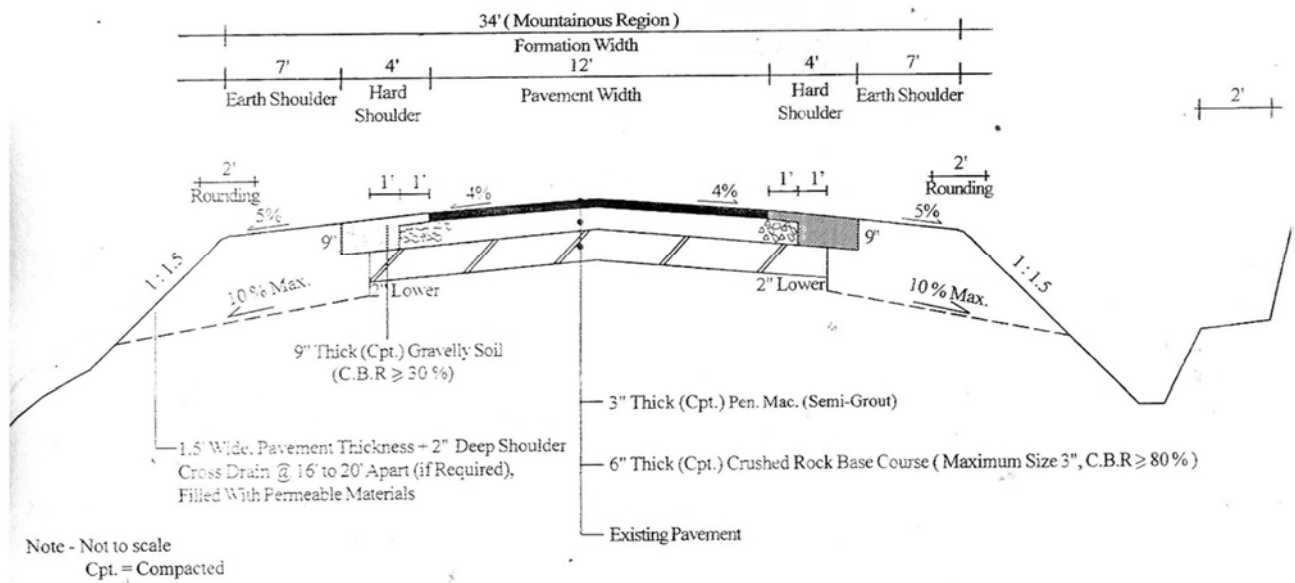 34' ( Mountainous Region )
Formation Width
7' 4' 12' 4' 7'
Earth Shoulder Hard Shoulder Pavement Width Hard Shoulder Earth Shoulder
2'
2' Rounding
1' 1'
4%
4%
1' 1'
2' Rounding
5%
5%
9"
9"
1 : 1.5
1 : 1.5
10% Max.
2" Lower
2" Lower
10% Max.
9" Thick (Cpt.) Gravelly Soil
(C.B.R ≥ 30 %)
3" Thick (Cpt.) Pen. Mac. (Semi-Grout)
1.5' Wide. Pavement Thickness + 2" Deep Shoulder
Cross Drain @ 16' to 20' Apart (if Required),
Filled With Permeable Materials
6" Thick (Cpt.) Crushed Rock Base Course ( Maximum Size 3", C.B.R ≥ 80 % )
Existing Pavement
Note - Not to scale
Cpt. = Compacted